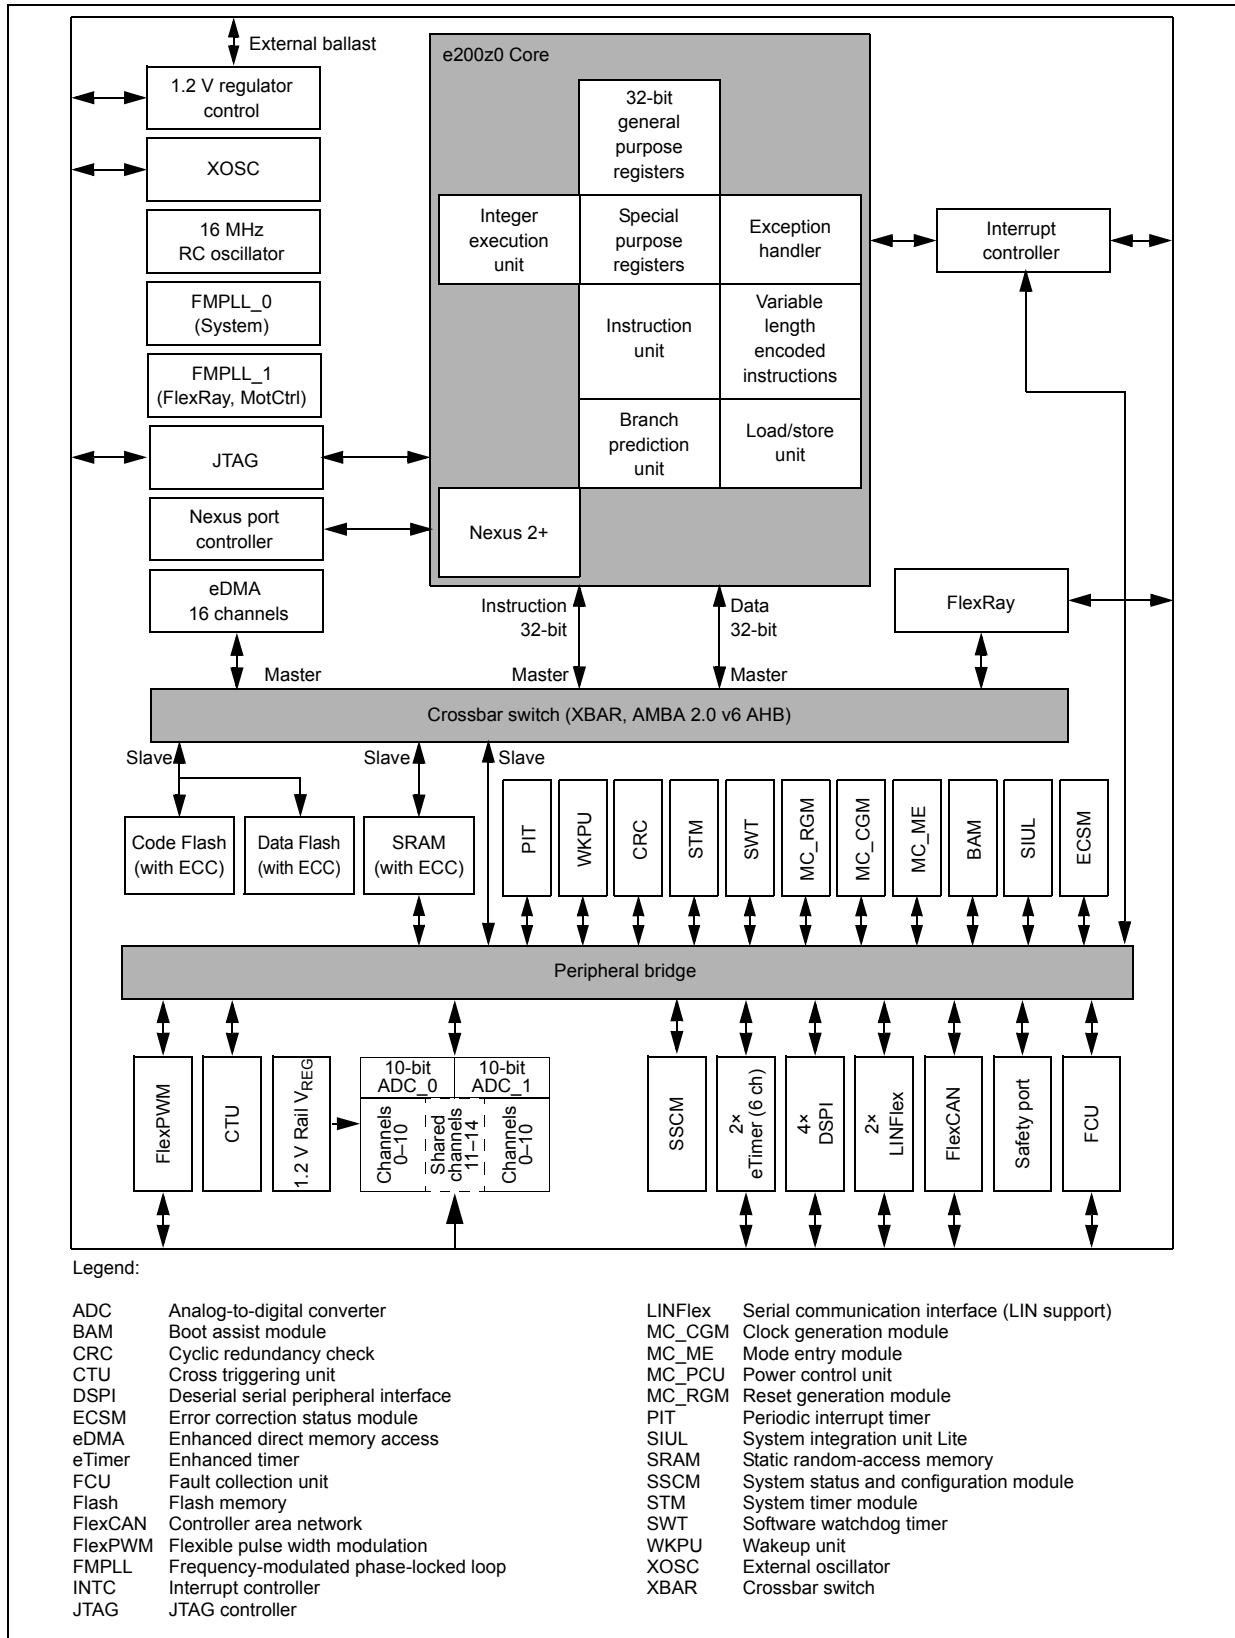 External ballast
1.2 V regulator
control
XOSC
16 MHz
RC oscillator
FMPLL_0
(System)
FMPLL_1
(FlexRay, MotCtrl)
JTAG
Nexus port
controller
eDMA
16 channels
e200z0 Core
32-bit
general
purpose
registers
Integer
execution
unit
Special
purpose
registers
Exception
handler
Instruction
unit
Variable
length
encoded
instructions
Branch
prediction
unit
Load/store
unit
Nexus 2+
Interrupt
controller
FlexRay
Instruction
32-bit
Data
32-bit
Master
Master
Master
Crossbar switch (XBAR, AMBA 2.0 v6 AHB)
Slave
Slave
Slave
Code Flash
(with ECC)
Data Flash
(with ECC)
SRAM
(with ECC)
PIT
WKPU
CRC
STM
SWT
MC_RGM
MC_CGM
MC_ME
BAM
SIUL
ECSM
Peripheral bridge
FlexPWM
CTU
1.2 V Rail VREG
10-bit
ADC_0
10-bit
ADC_1
Channels
0–10
Shared
channels
11–14
Channels
0–10
SSCM
2×
eTimer (6 ch)
4×
DSPI
2×
LINFlex
FlexCAN
Safety port
FCU
Legend:
ADC Analog-to-digital converter
BAM Boot assist module
CRC Cyclic redundancy check
CTU Cross triggering unit
DSPI Deserial serial peripheral interface
ECSM Error correction status module
eDMA Enhanced direct memory access
eTimer Enhanced timer
FCU Fault collection unit
Flash Flash memory
FlexCAN Controller area network
FlexPWM Flexible pulse width modulation
FMPLL Frequency-modulated phase-locked loop
INTC Interrupt controller
JTAG JTAG controller
LINFlex Serial communication interface (LIN support)
MC_CGM Clock generation module
MC_ME Mode entry module
MC_PCU Power control unit
MC_RGM Reset generation module
PIT Periodic interrupt timer
SIUL System integration unit Lite
SRAM Static random-access memory
SSCM System status and configuration module
STM System timer module
SWT Software watchdog timer
WKPU Wakeup unit
XOSC External oscillator
XBAR Crossbar switch